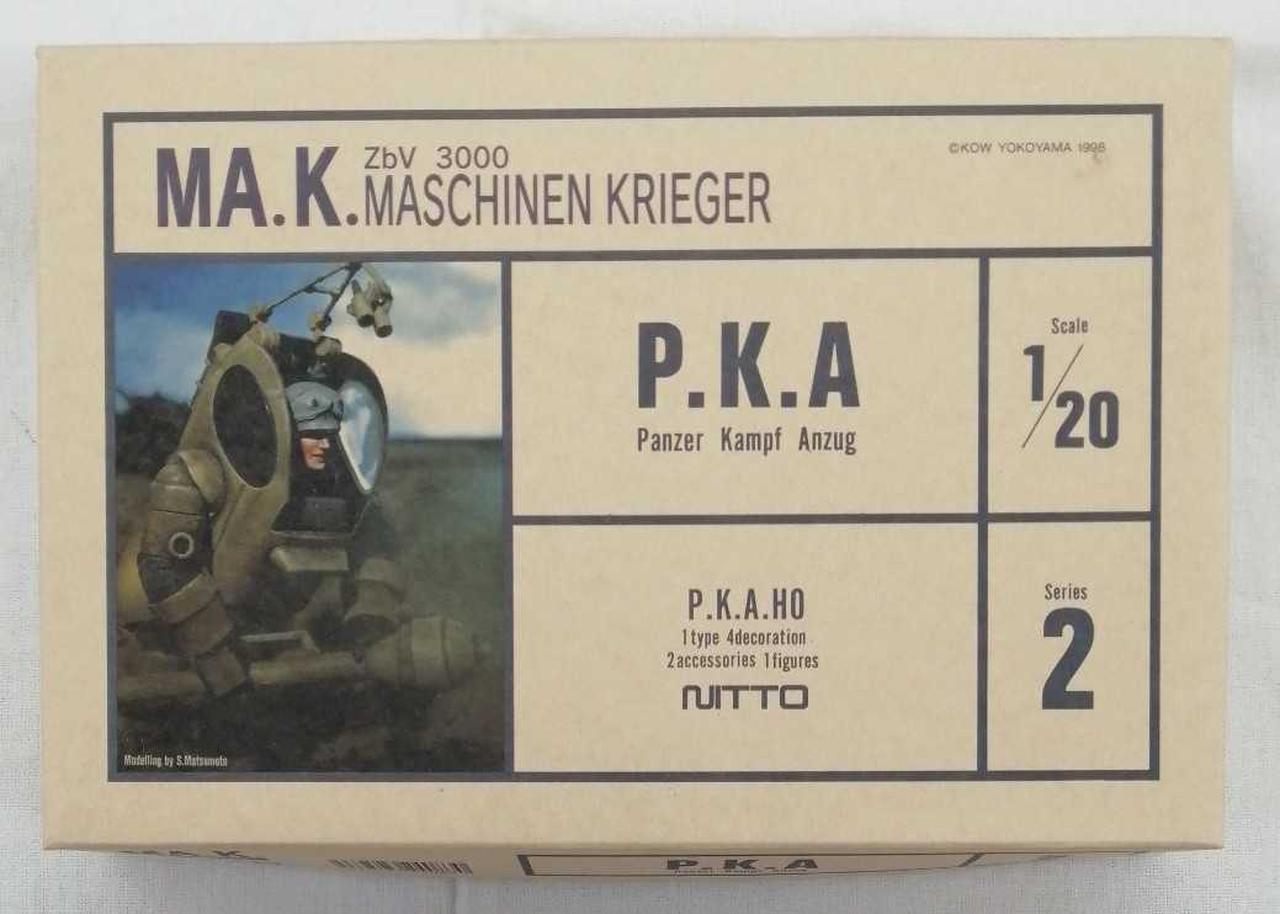 MA.K. ZbV 3000
MASCHINEN KRIEGER
©KOW YOKOYAMA 1998
P.K.A
Panzer Kampf Anzug
Scale
1/20
P.K.A.HO
1type 4decoration
2accessories 1figures
NITTO
Series
2
Modelling by S.Matsumoto
MA.K.
P.K.A